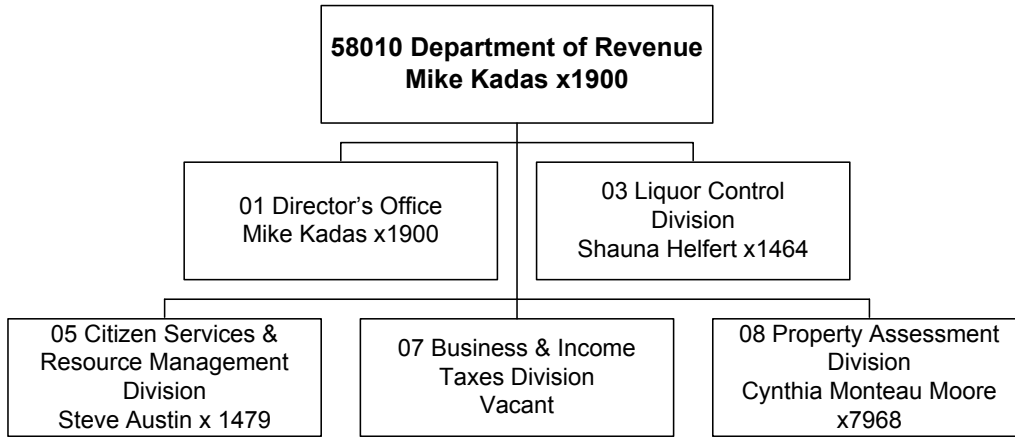 58010 Department of Revenue
Mike Kadas x1900
01 Director’s Office
Mike Kadas x1900
03 Liquor Control
Division
Shauna Helfert x1464
05 Citizen Services &
Resource Management
Division
Steve Austin x 1479
07 Business & Income
Taxes Division
Vacant
08 Property Assessment
Division
Cynthia Monteau Moore
x7968